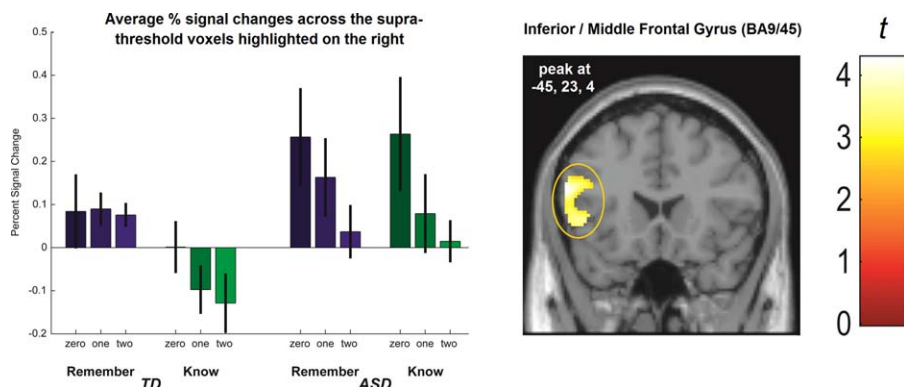 Average % signal changes across the supra-
threshold voxels highlighted on the right
Percent Signal Change
0.5
0.4
0.3
0.2
0.1
0
-0.1
-0.2
zero one two zero one two zero one two zero one two
Remember Know Remember Know
TD ASD
Inferior / Middle Frontal Gyrus (BA9/45)
peak at
-45, 23, 4
t
4
3
2
1
0